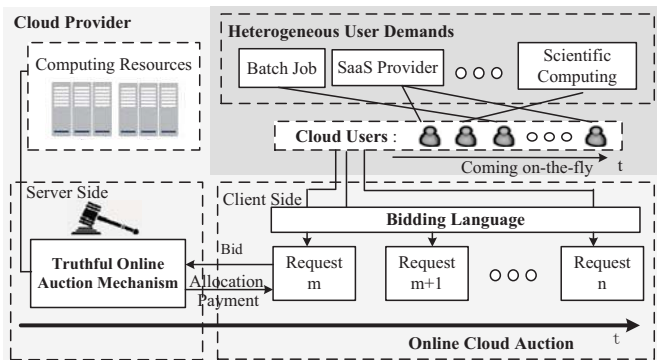 Cloud Provider
Computing Resources
Heterogeneous User Demands
Batch Job
SaaS Provider
Scientific
Computing
Cloud Users :
Coming on-the-fly
t
Server Side
Client Side
Bidding Language
Truthful Online
Auction Mechanism
Bid
Allocation
Payment
Request
m
Request
m+1
Request
n
Online Cloud Auction
t